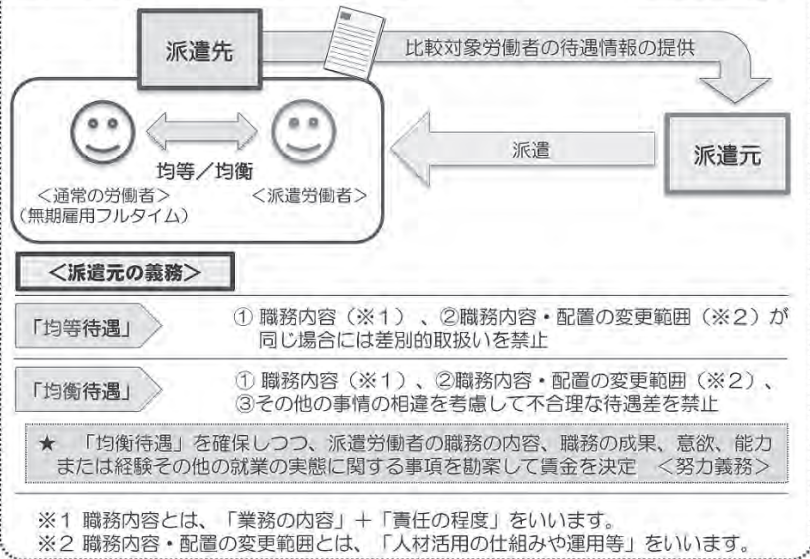 派遣先
比較対象労働者の待遇情報の提供
均等/均衡
<通常の労働者>
(無期雇用フルタイム)
<派遣労働者>
派遣
派遣元
<派遣元の義務>
「均等待遇」
① 職務内容(※1)、②職務内容・配置の変更範囲(※2)が
同じ場合には差別的取扱いを禁止
「均衡待遇」
① 職務内容(※1)、②職務内容・配置の変更範囲(※2)、
③その他の事情の相違を考慮して不合理な待遇差を禁止
★ 「均衡待遇」を確保しつつ、派遣労働者の職務の内容、職務の成果、意欲、能力
または経験その他の就業の実態に関する事項を勘案して賃金を決定 <努力義務>
※1 職務内容とは、「業務の内容」+「責任の程度」をいいます。
※2 職務内容・配置の変更範囲とは、「人材活用の仕組みや運用等」をいいます。